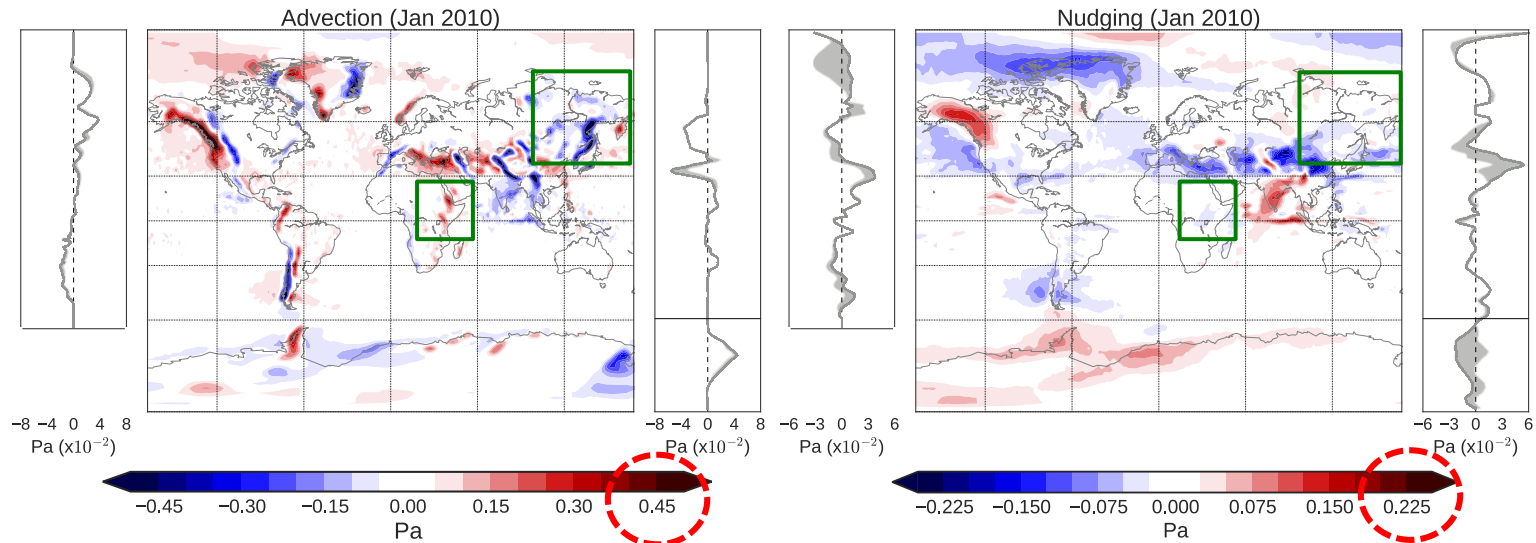 Advection (Jan 2010)
Nudging (Jan 2010)
−8 −4 0 4 8
Pa (x10⁻²)
−8 −4 0 4 8
Pa (x10⁻²)
−6 −3 0 3 6
Pa (x10⁻²)
−6 −3 0 3 6
Pa (x10⁻²)
−0.45 −0.30 −0.15 0.00 0.15 0.30 0.45
Pa
−0.225 −0.150 −0.075 0.000 0.075 0.150 0.225
Pa